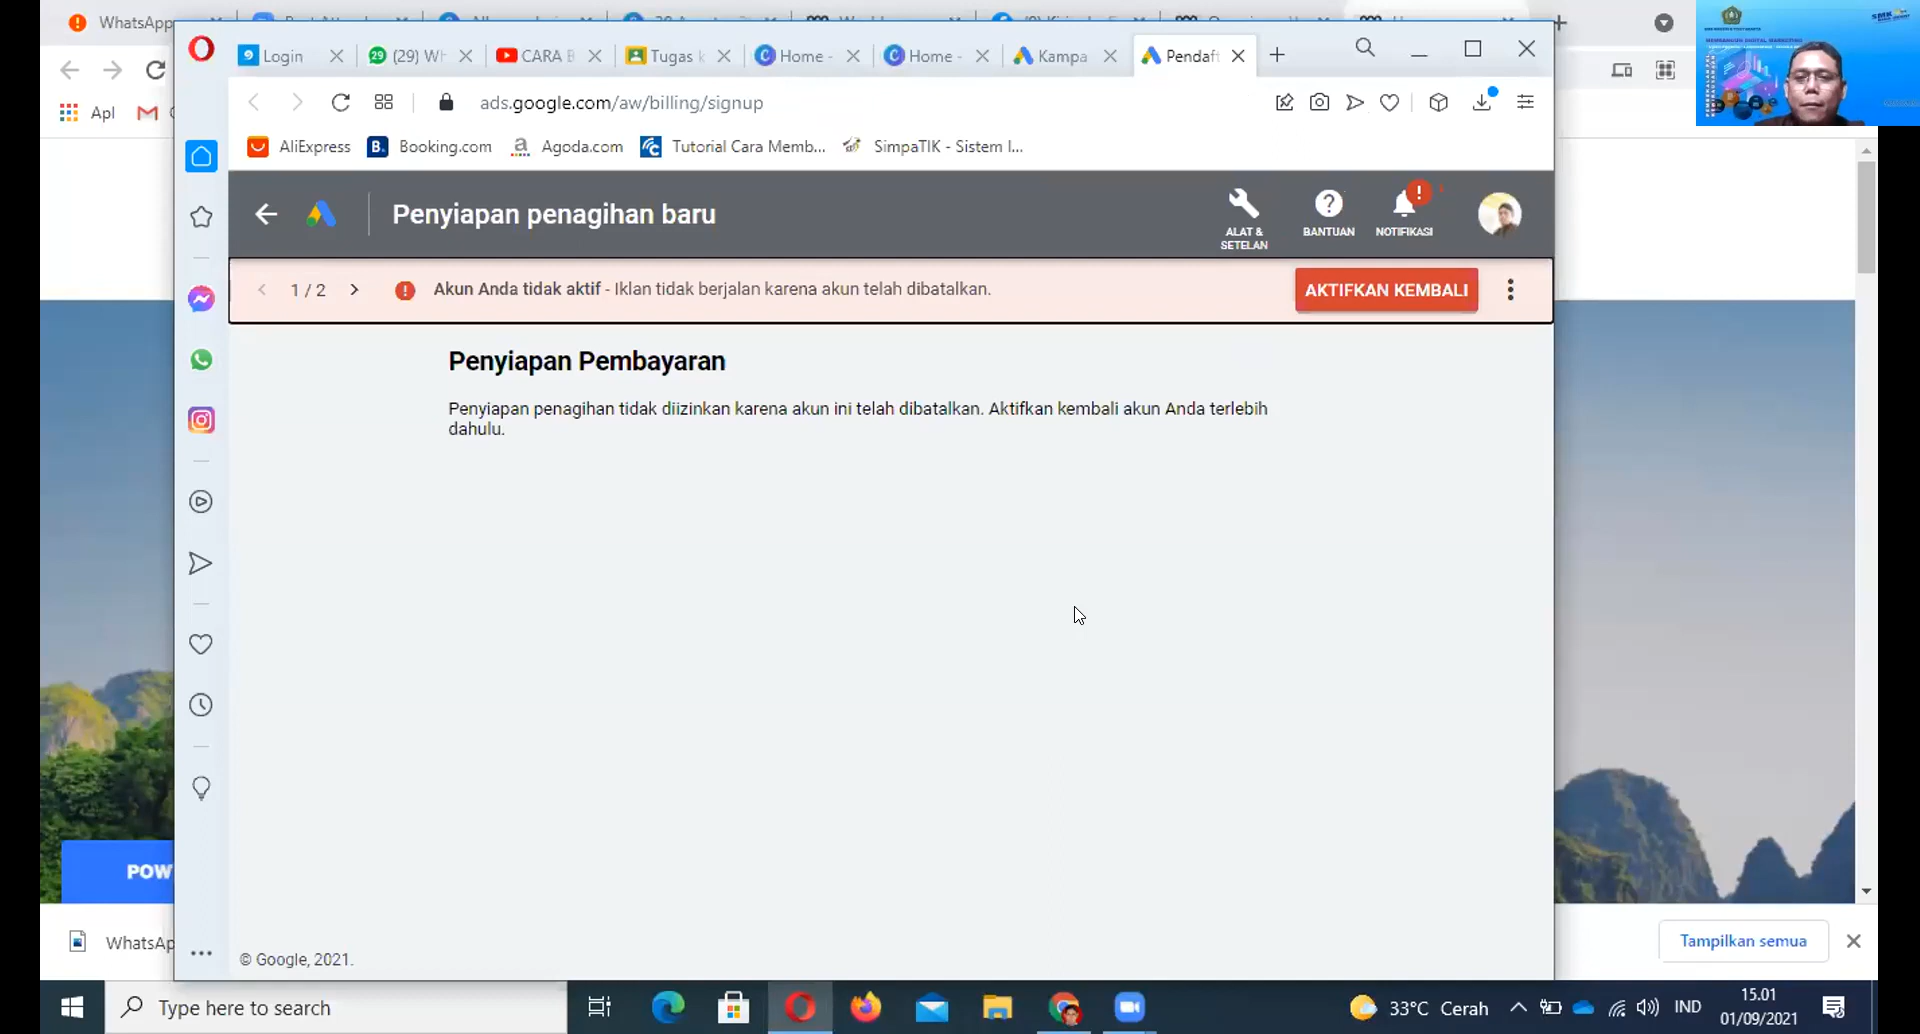 WhatsApp
Login
(29) Wh
CARA B
Tugas k
Home -
Home -
Kampa
Pendaft
ads.google.com/aw/billing/signup
Apl
AliExpress
Booking.com
Agoda.com
Tutorial Cara Memb...
SimpaTIK - Sistem I...
Penyiapan penagihan baru
ALAT &
SETELAN
BANTUAN
NOTIFIKASI
1 / 2
Akun Anda tidak aktif - Iklan tidak berjalan karena akun telah dibatalkan.
AKTIFKAN KEMBALI
Penyiapan Pembayaran
Penyiapan penagihan tidak diizinkan karena akun ini telah dibatalkan. Aktifkan kembali akun Anda terlebih
dahulu.
POW
© Google, 2021.
WhatsAp
Tampilkan semua
Type here to search
33°C Cerah
IND
15.01
01/09/2021